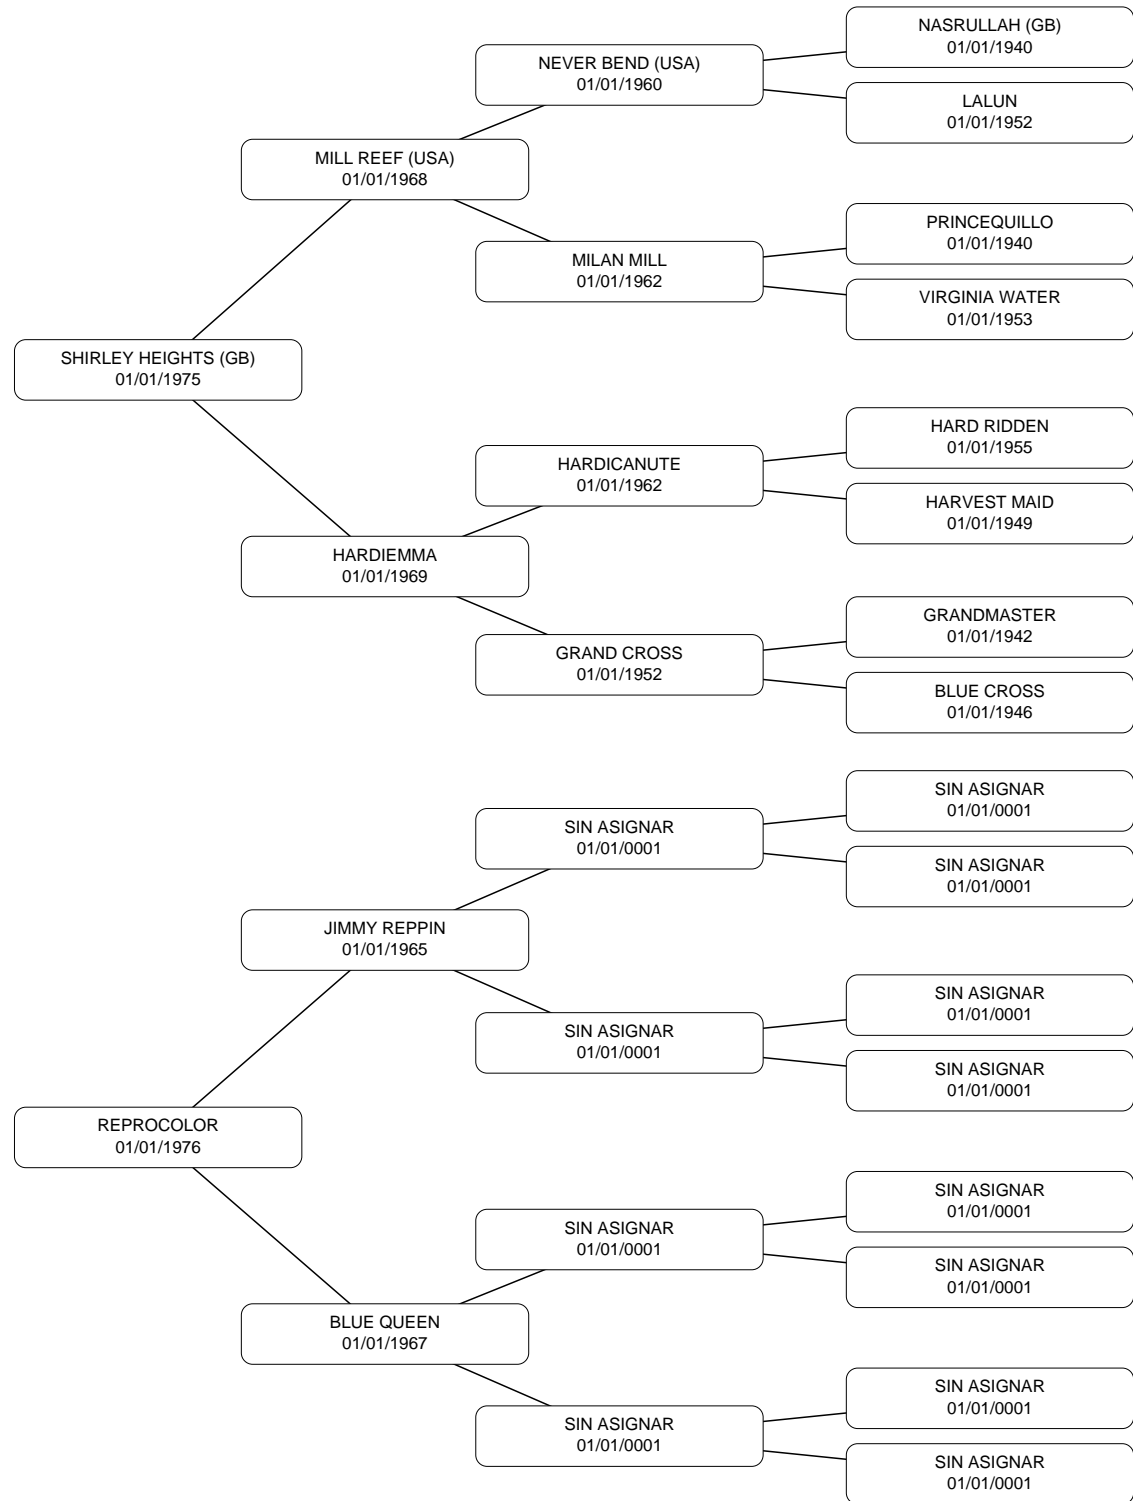 NASRULLAH (GB)
01/01/1940
NEVER BEND (USA)
01/01/1960
LALUN
01/01/1952
MILL REEF (USA)
01/01/1968
PRINCEQUILLO
01/01/1940
MILAN MILL
01/01/1962
VIRGINIA WATER
01/01/1953
SHIRLEY HEIGHTS (GB)
01/01/1975
HARD RIDDEN
01/01/1955
HARDICANUTE
01/01/1962
HARVEST MAID
01/01/1949
HARDIEMMA
01/01/1969
GRANDMASTER
01/01/1942
GRAND CROSS
01/01/1952
BLUE CROSS
01/01/1946
SIN ASIGNAR
01/01/0001
SIN ASIGNAR
01/01/0001
SIN ASIGNAR
01/01/0001
JIMMY REPPIN
01/01/1965
SIN ASIGNAR
01/01/0001
SIN ASIGNAR
01/01/0001
SIN ASIGNAR
01/01/0001
REPROCOLOR
01/01/1976
SIN ASIGNAR
01/01/0001
SIN ASIGNAR
01/01/0001
SIN ASIGNAR
01/01/0001
BLUE QUEEN
01/01/1967
SIN ASIGNAR
01/01/0001
SIN ASIGNAR
01/01/0001
SIN ASIGNAR
01/01/0001